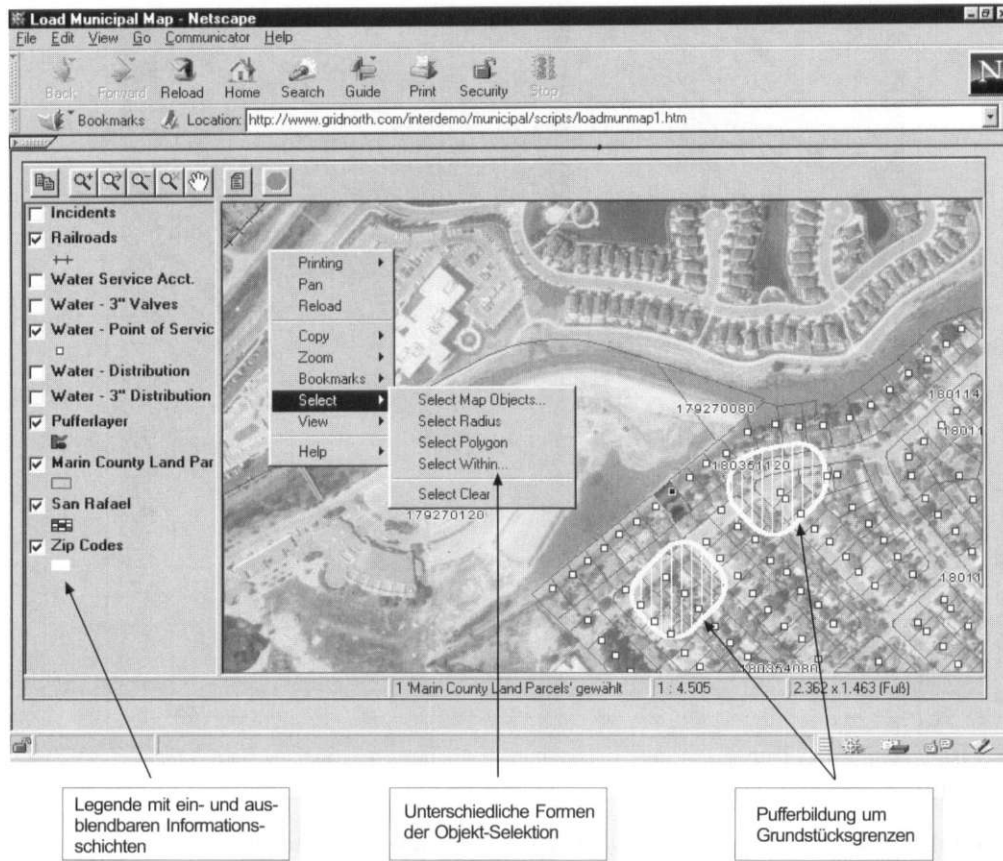 Load Municipal Map - Netscape
File Edit View Go Communicator Help
Back Forward Reload Home Search Guide Print Security Stop
N
Bookmarks Location: http://www.gridnorth.com/interdemo/municipal/scripts/loadmunmap1.htm
Incidents
Railroads
Water Service Acct.
Water - 3" Valves
Water - Point of Servic
Water - Distribution
Water - 3" Distribution
Pufferlayer
Marin County Land Par
San Rafael
Zip Codes
Printing
Pan
Reload
Copy
Zoom
Bookmarks
Select
View
Help
Select Map Objects...
Select Radius
Select Polygon
Select Within...
Select Clear
179270080
180114
18011
180351120
179270120
18011
180354080
1 'Marin County Land Parcels' gewählt
1 : 4.505
2.362 x 1.463 (Fuß)
Legende mit ein- und aus-
blendbaren Informations-
schichten
Unterschiedliche Formen
der Objekt-Selektion
Pufferbildung um
Grundstücksgrenzen